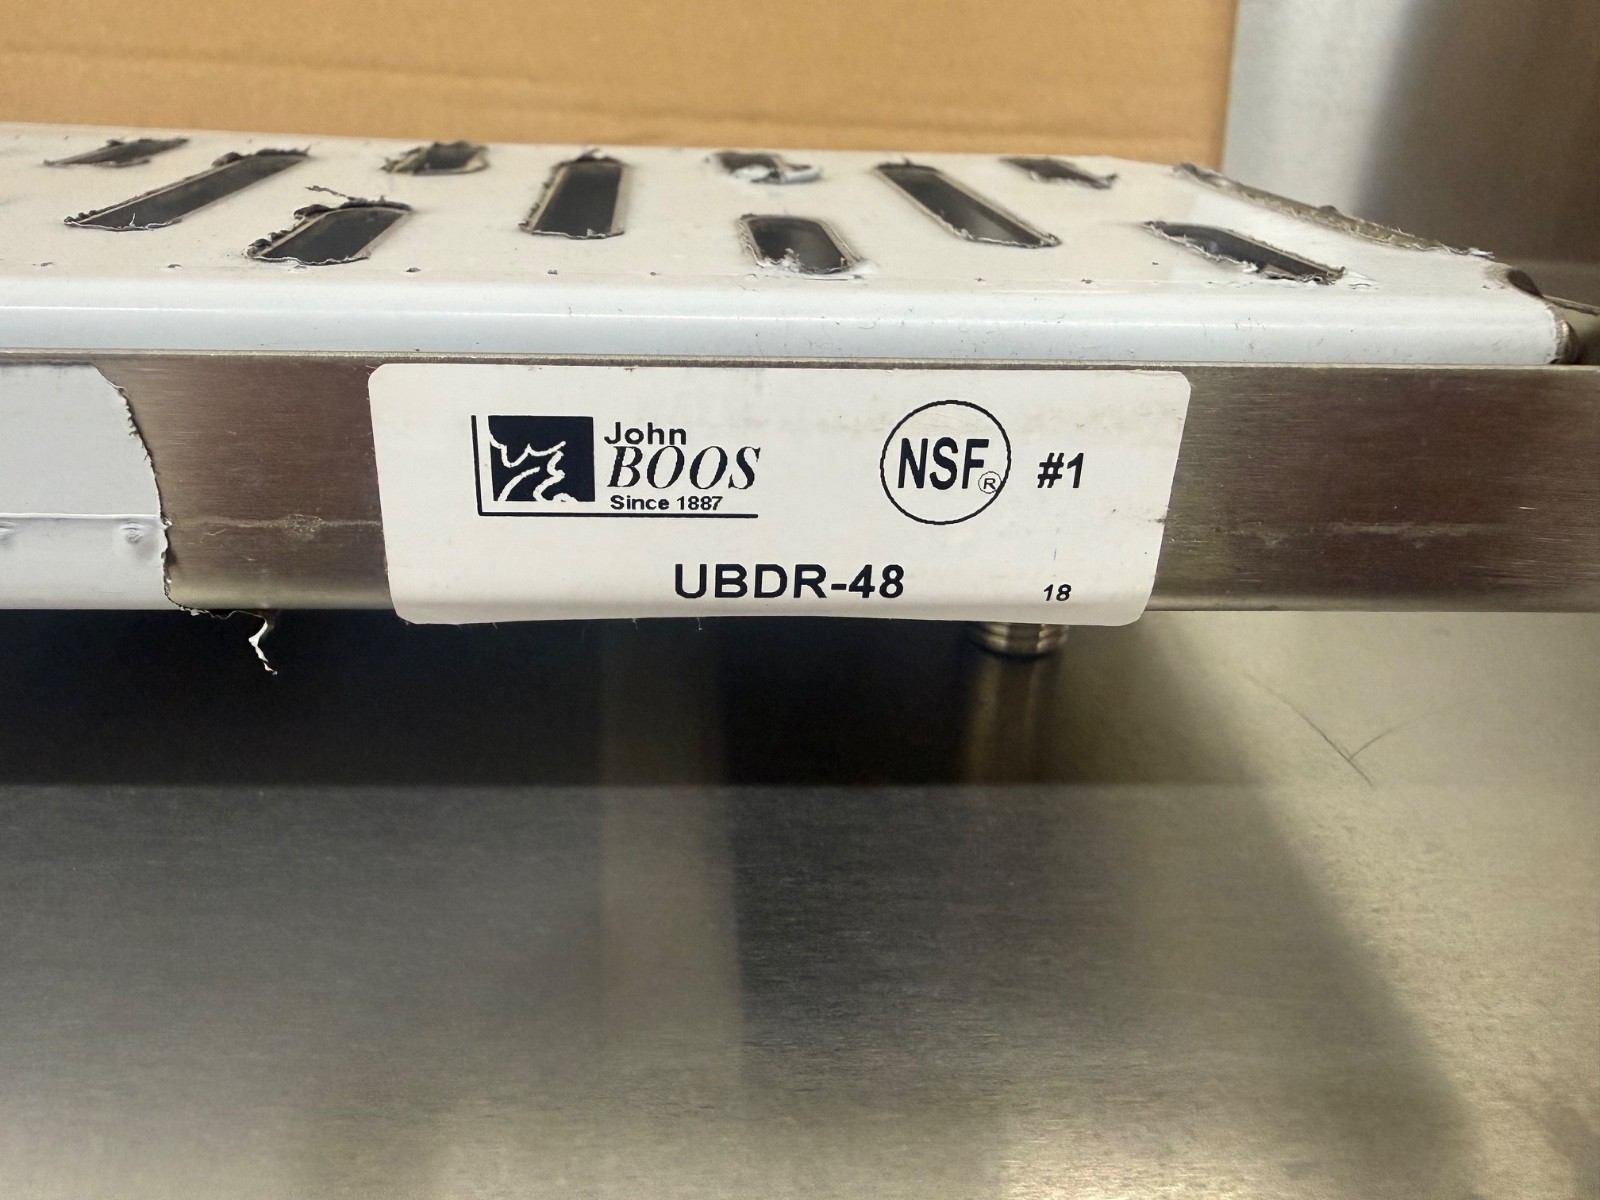 John
BOOS
Since 1887
NSF® #1
UBDR-48
18